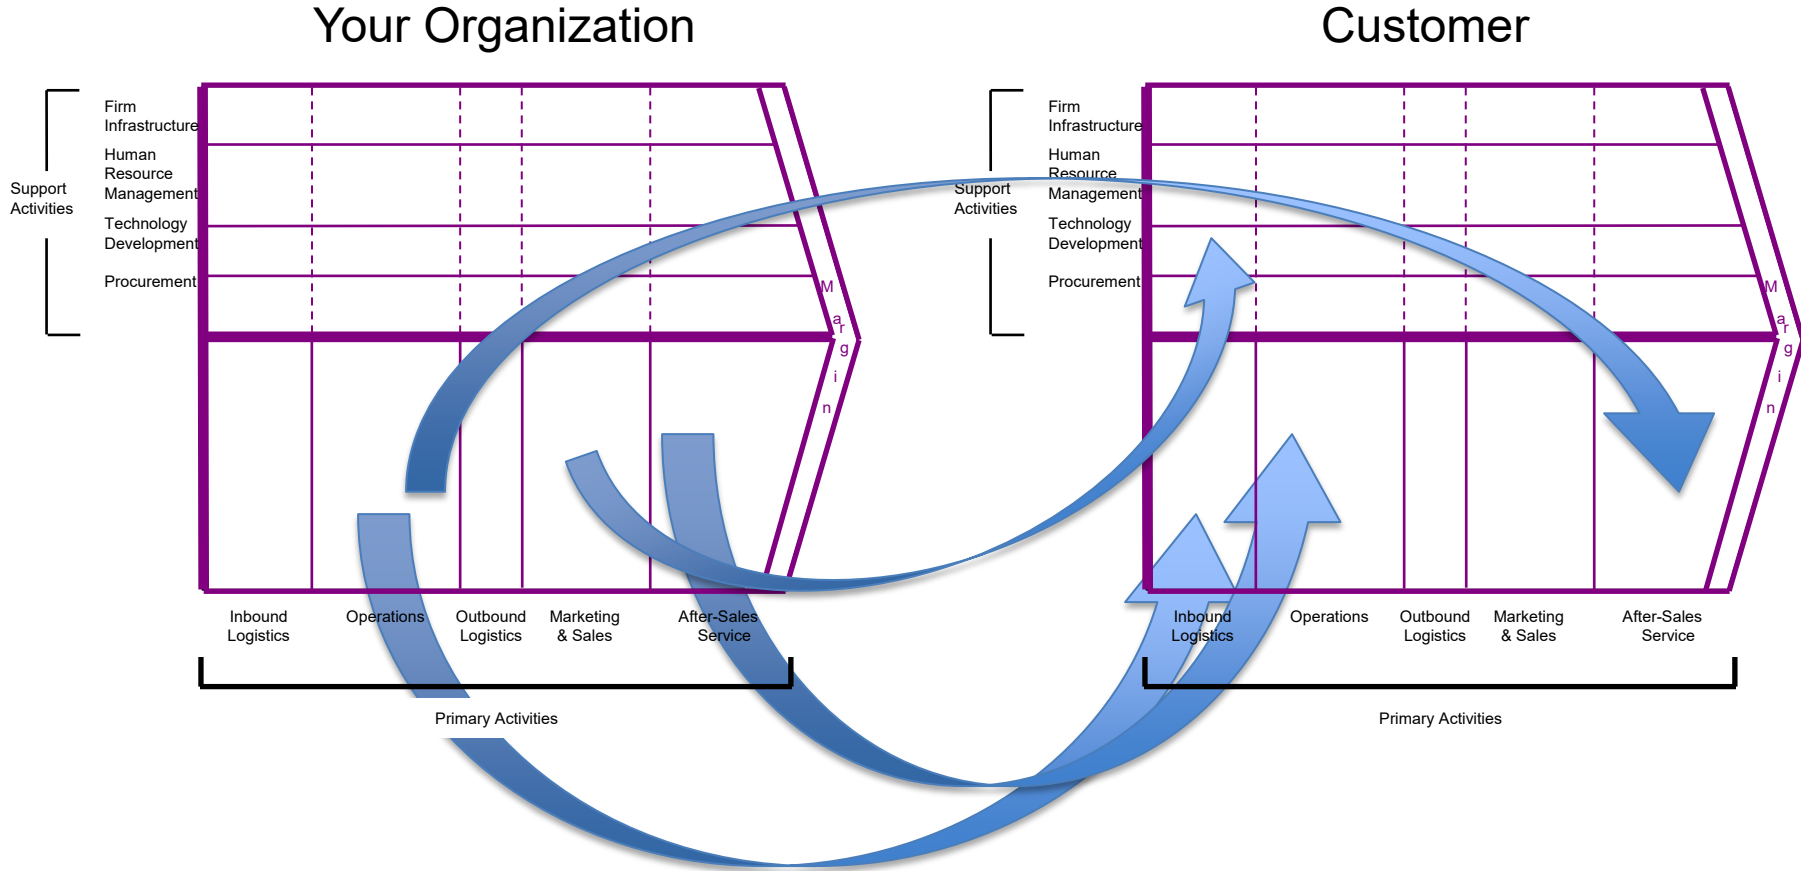 Your Organization
Customer
Firm
Infrastructure
Human
Resource
Management
Technology
Development
Procurement
Support
Activities
M
a
r
g
i
n
Inbound
Logistics
Operations
Outbound
Logistics
Marketing
& Sales
After-Sales
Service
Primary Activities
Firm
Infrastructure
Human
Resource
Management
Technology
Development
Procurement
Support
Activities
M
a
r
g
i
n
Inbound
Logistics
Operations
Outbound
Logistics
Marketing
& Sales
After-Sales
Service
Primary Activities